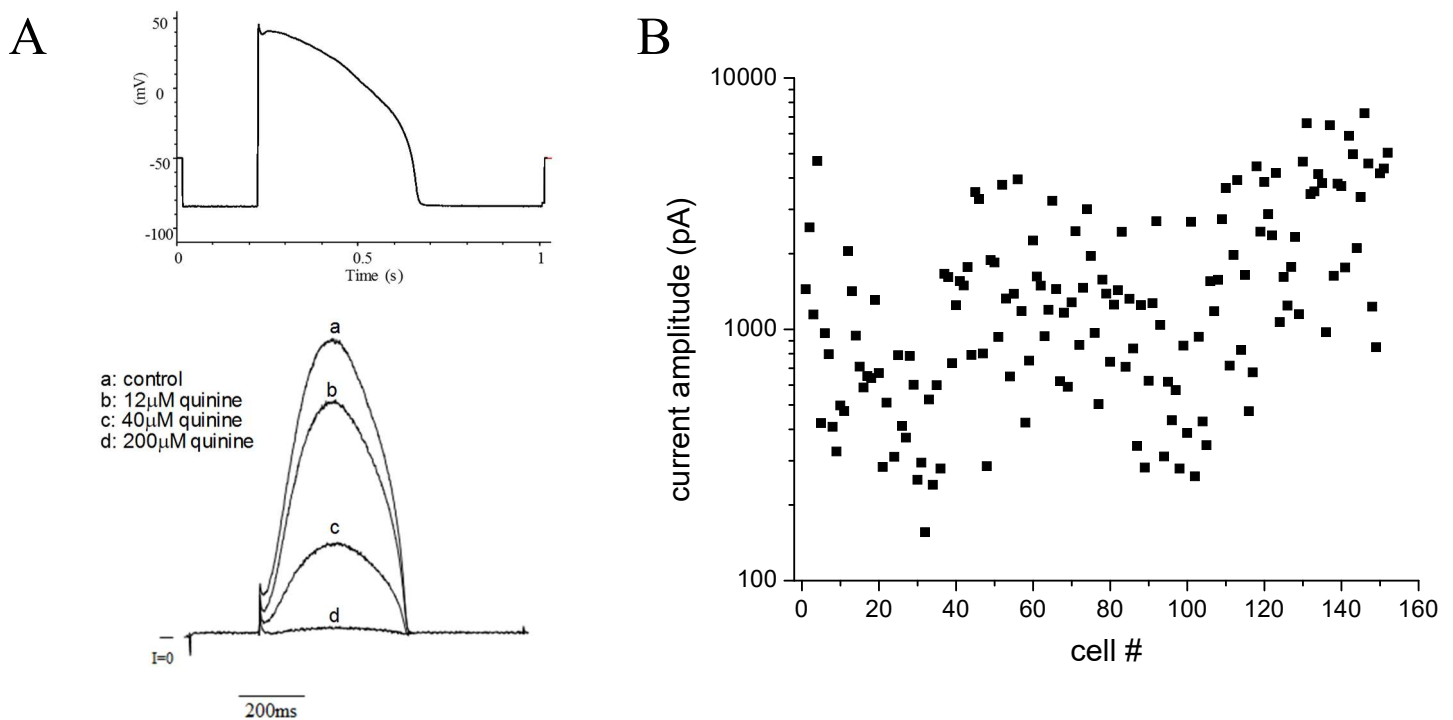 A
50
0
(mV)
-50
-100
0
0.5
1
Time (s)
a
a: control
b: 12μM quinine
c: 40μM quinine
d: 200μM quinine
b
c
d
I=0
200ms
B
10000
1000
100
current amplitude (pA)
0 20 40 60 80 100 120 140 160
cell #